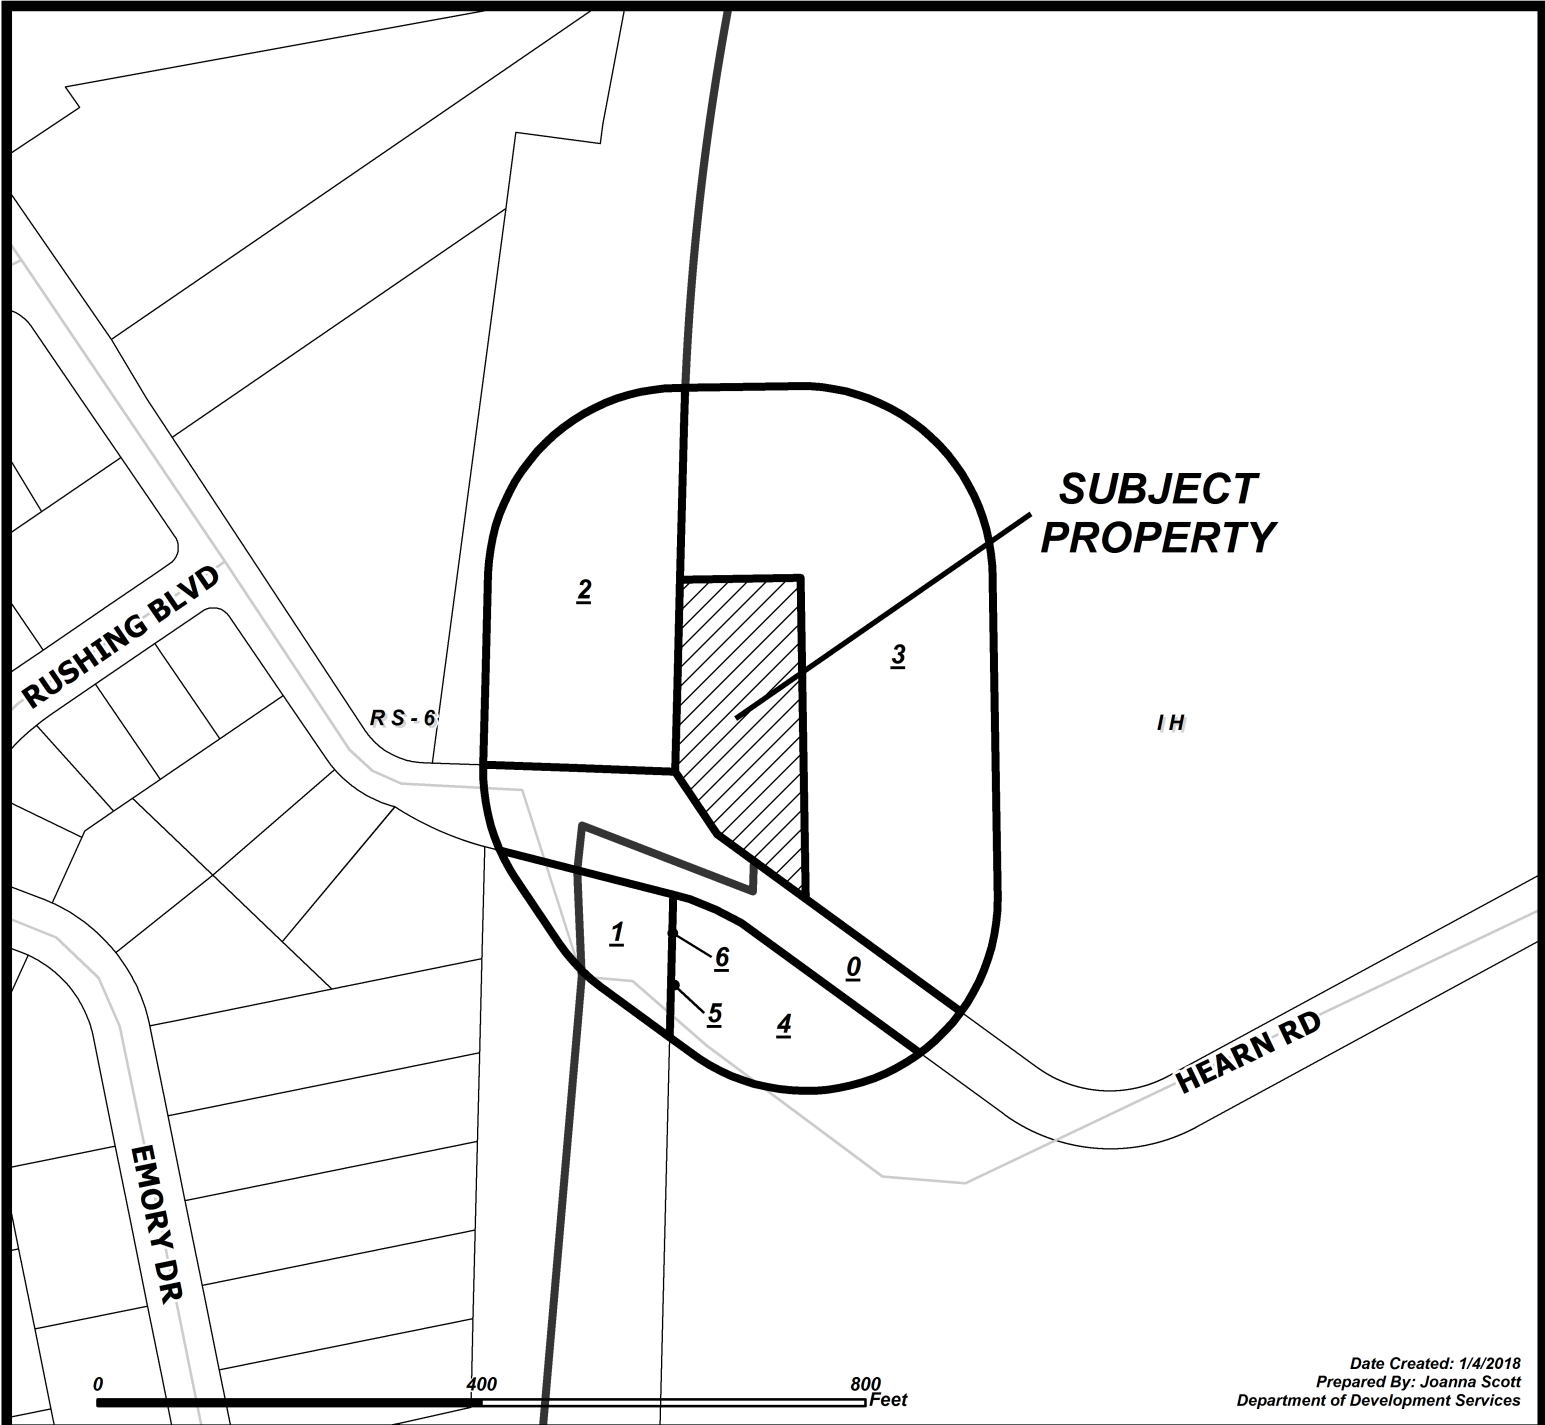 SUBJECT
PROPERTY
2
RUSHING BLVD
3
R S - 6
I H
1
6
0
5
4
HEARN RD
EMORY DR
0 400 800
Feet
Date Created: 1/4/2018
Prepared By: Joanna Scott
Department of Development Services